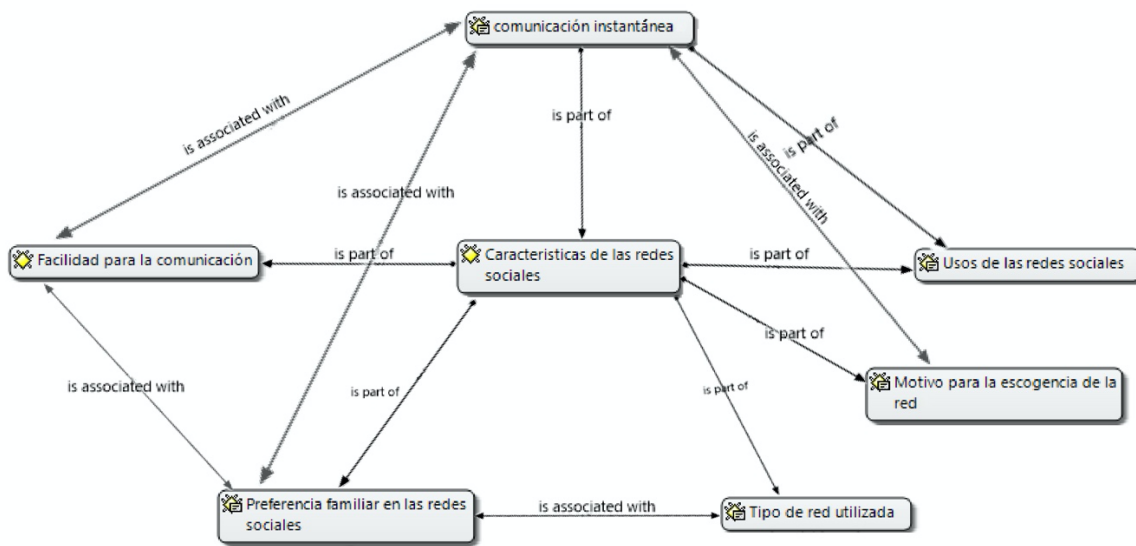 comunicación instantánea
is associated with
is part of
is part of
is associated with
is associated with
Facilidad para la comunicación
is part of
Caracteristicas de las redes
sociales
is part of
Usos de las redes sociales
is part of
Motivo para la escogencia de la
red
is associated with
is part of
is part of
Preferencia familiar en las redes
sociales
is associated with
Tipo de red utilizada